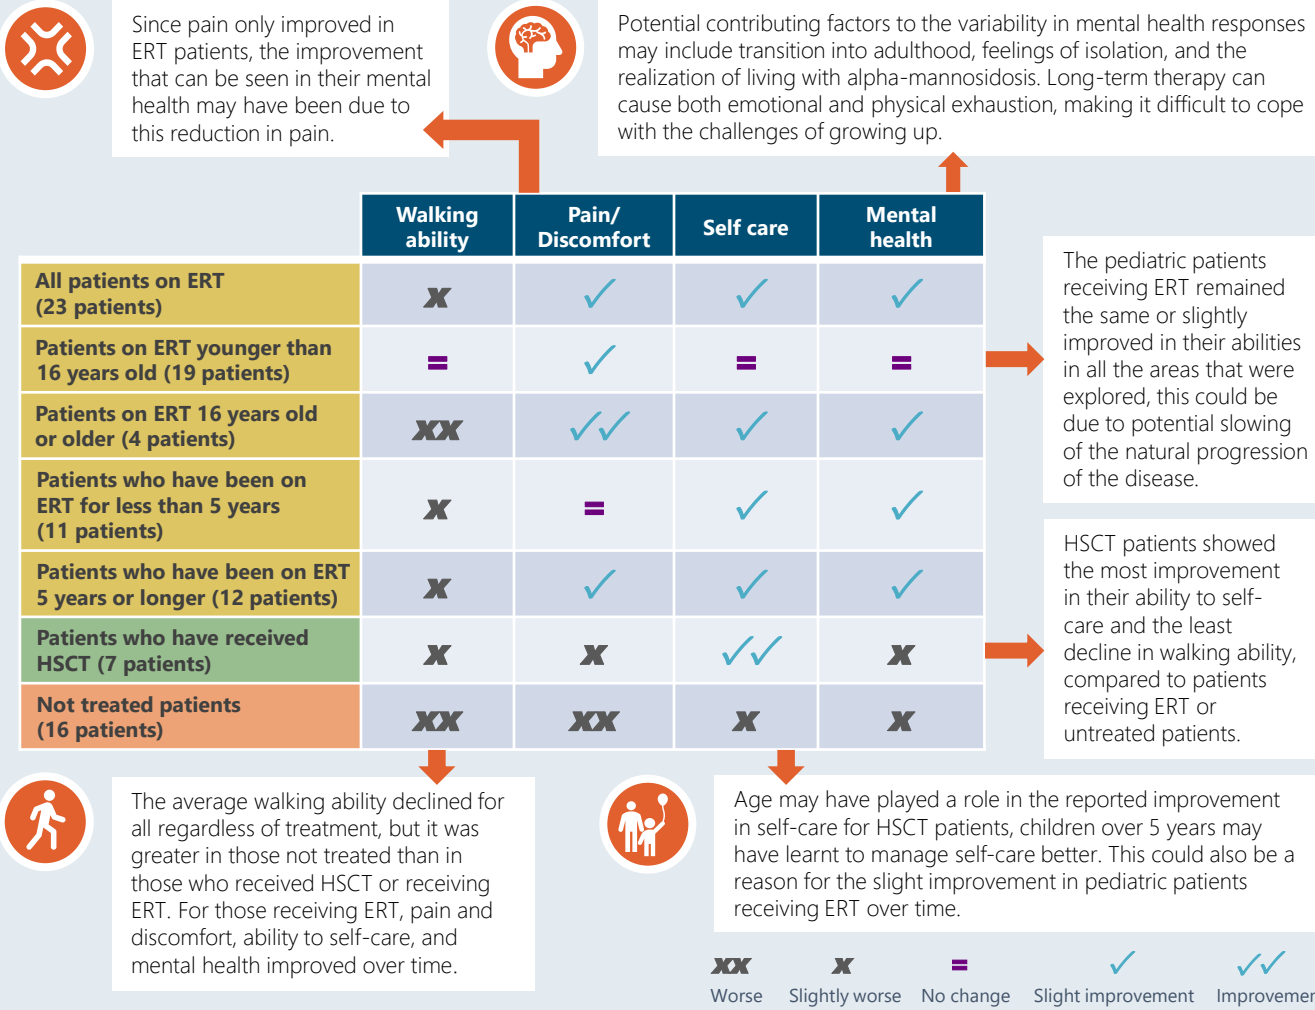 Since pain only improved in
ERT patients, the improvement
that can be seen in their mental
health may have been due to
this reduction in pain.
Potential contributing factors to the variability in mental health responses
may include transition into adulthood, feelings of isolation, and the
realization of living with alpha-mannosidosis. Long-term therapy can
cause both emotional and physical exhaustion, making it difficult to cope
with the challenges of growing up.
Walking
ability
Pain/
Discomfort
Self care
Mental
health
All patients on ERT
(23 patients)
x ✓ ✓ ✓
Patients on ERT younger than
16 years old (19 patients)
= ✓ = =
Patients on ERT 16 years old
or older (4 patients)
xx ✓✓ ✓ ✓
Patients who have been on
ERT for less than 5 years
(11 patients)
x = ✓ ✓
Patients who have been on ERT
5 years or longer (12 patients)
x ✓ ✓ ✓
Patients who have received
HSCT (7 patients)
x x ✓✓ x
Not treated patients
(16 patients)
xx xx x x
The pediatric patients
receiving ERT remained
the same or slightly
improved in their abilities
in all the areas that were
explored, this could be
due to potential slowing
of the natural progression
of the disease.
HSCT patients showed
the most improvement
in their ability to self-
care and the least
decline in walking ability,
compared to patients
receiving ERT or
untreated patients.
The average walking ability declined for
all regardless of treatment, but it was
greater in those not treated than in
those who received HSCT or receiving
ERT. For those receiving ERT, pain and
discomfort, ability to self-care, and
mental health improved over time.
Age may have played a role in the reported improvement
in self-care for HSCT patients, children over 5 years may
have learnt to manage self-care better. This could also be a
reason for the slight improvement in pediatric patients
receiving ERT over time.
xx x = ✓ ✓✓
Worse Slightly worse No change Slight improvement Improvemen